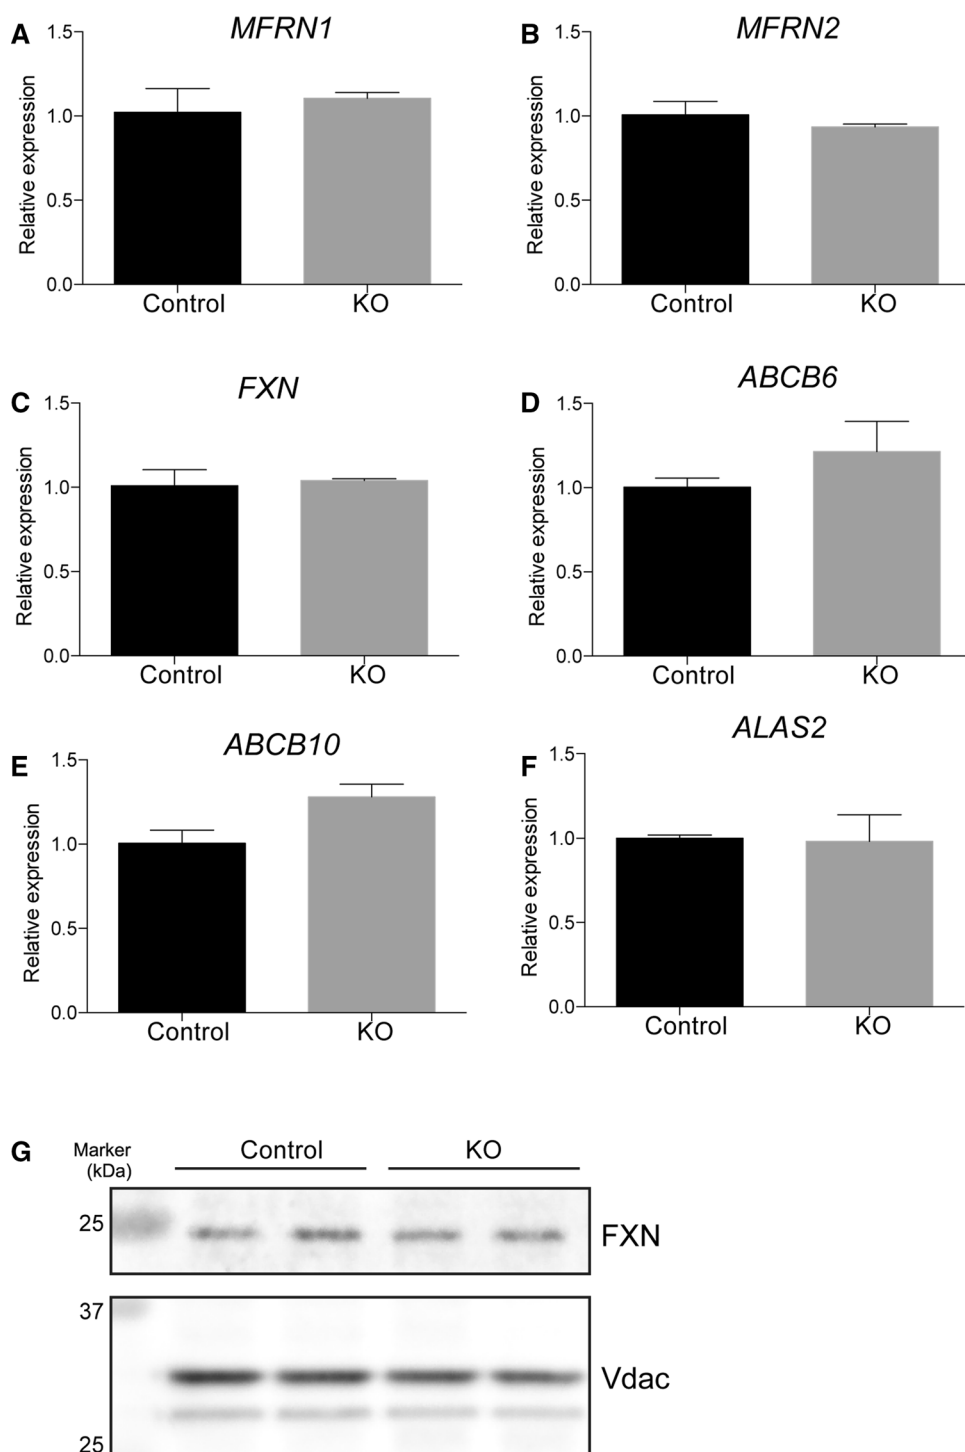 A
MFRN1
1.5
1.0
0.5
0.0
Relative expression
Control
KO
B
MFRN2
1.5
1.0
0.5
0.0
Relative expression
Control
KO
C
FXN
1.5
1.0
0.5
0.0
Relative expression
Control
KO
D
ABCB6
1.5
1.0
0.5
0.0
Relative expression
Control
KO
E
ABCB10
1.5
1.0
0.5
0.0
Relative expression
Control
KO
F
ALAS2
1.5
1.0
0.5
0.0
Relative expression
Control
KO
G
Marker
(kDa)
Control
KO
25
FXN
37
Vdac
25